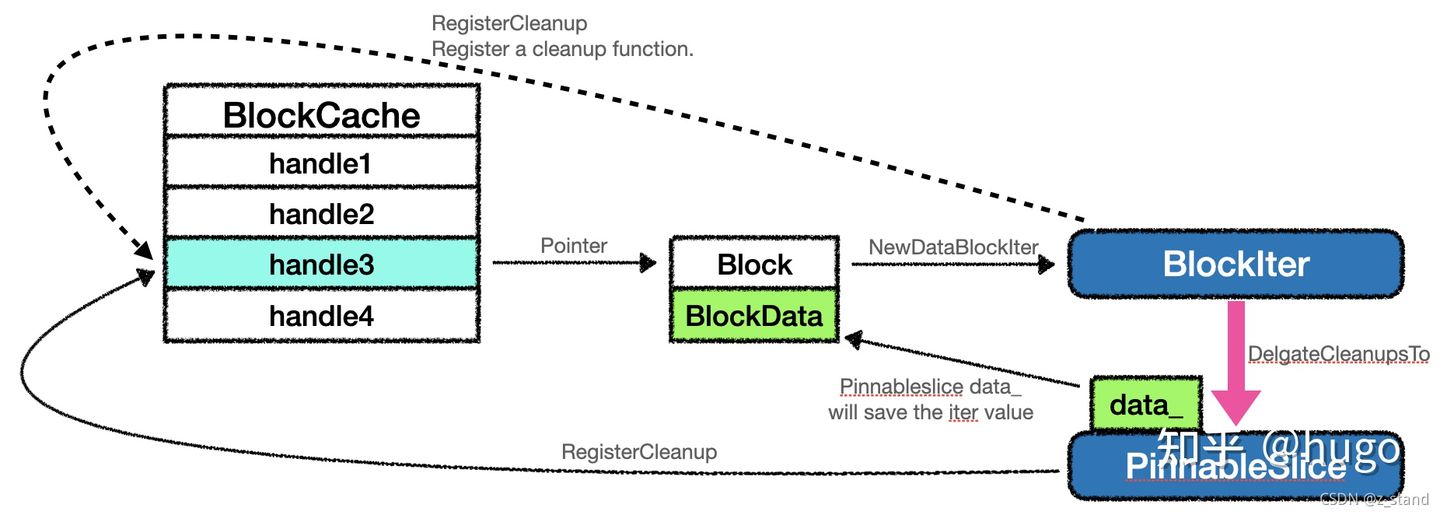 RegisterCleanup
Register a cleanup function.
BlockCache
handle1
handle2
handle3
handle4
Pointer
Block
BlockData
NewDataBlockIter
BlockIter
DelgateCleanupsTo
Pinnableslice data_
will save the iter value
data_
RegisterCleanup
PinnableSlice
知乎 @hugo
CSDN @z_stand